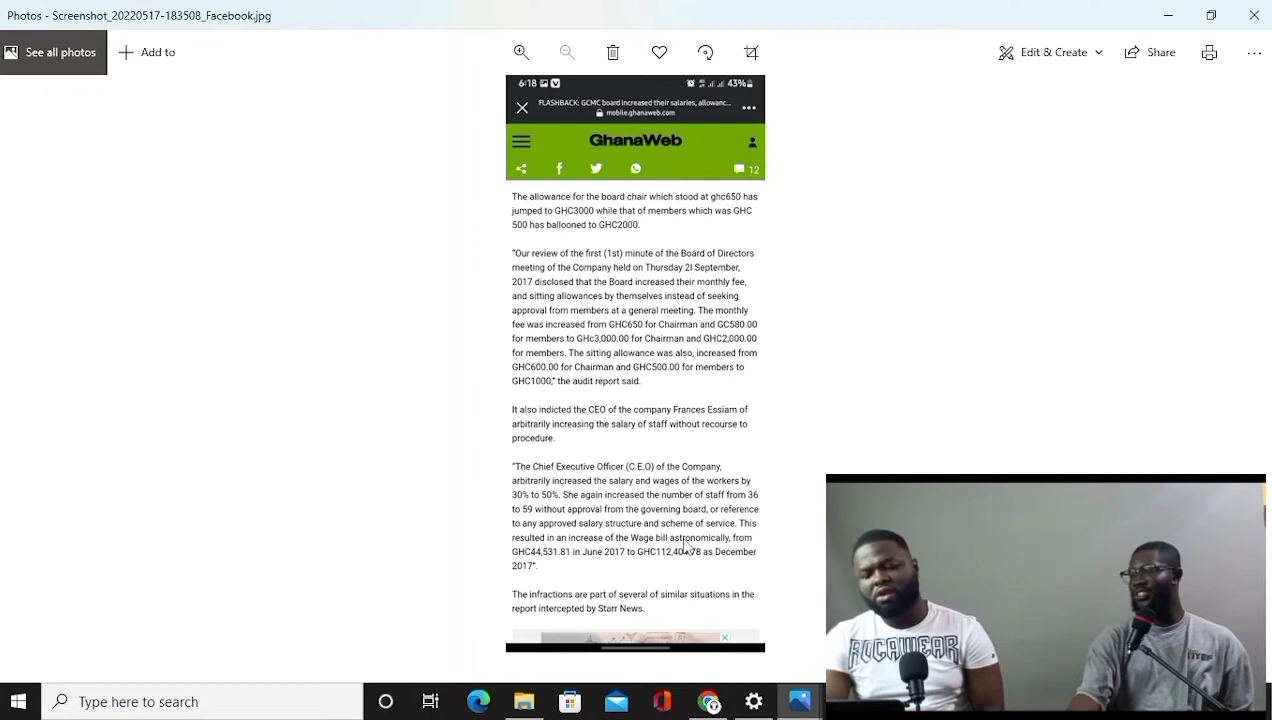 Photos - Screenshot_20220517-183508_Facebook.jpg
See all photos
Add to
Edit & Create
Share
6:18
43%
FLASHBACK: GCMC board increased their salaries, allowanc...
mobile.ghanaweb.com
GhanaWeb
12
The allowance for the board chair which stood at ghc650 has
jumped to GHC3000 while that of members which was GHC
500 has ballooned to GHC2000.
"Our review of the first (1st) minute of the Board of Directors
meeting of the Company held on Thursday 2l September,
2017 disclosed that the Board increased their monthly fee,
and sitting allowances by themselves instead of seeking
approval from members at a general meeting. The monthly
fee was increased from GHC650 for Chairman and GC580.00
for members to GHc3,000.00 for Chairman and GHC2,000.00
for members. The sitting allowance was also, increased from
GHC600.00 for Chairman and GHC500.00 for members to
GHC1000," the audit report said.
It also indicted the CEO of the company Frances Essiam of
arbitrarily increasing the salary of staff without recourse to
procedure.
"The Chief Executive Officer (C.E.O) of the Company,
arbitrarily increased the salary and wages of the workers by
30% to 50%. She again increased the number of staff from 36
to 59 without approval from the governing board, or reference
to any approved salary structure and scheme of service. This
resulted in an increase of the Wage bill astronomically, from
GHC44,531.81 in June 2017 to as December
2017".
The infractions are part of several of similar situations in the
report intercepted by Starr News.
ROCAWEAR
Type here to search